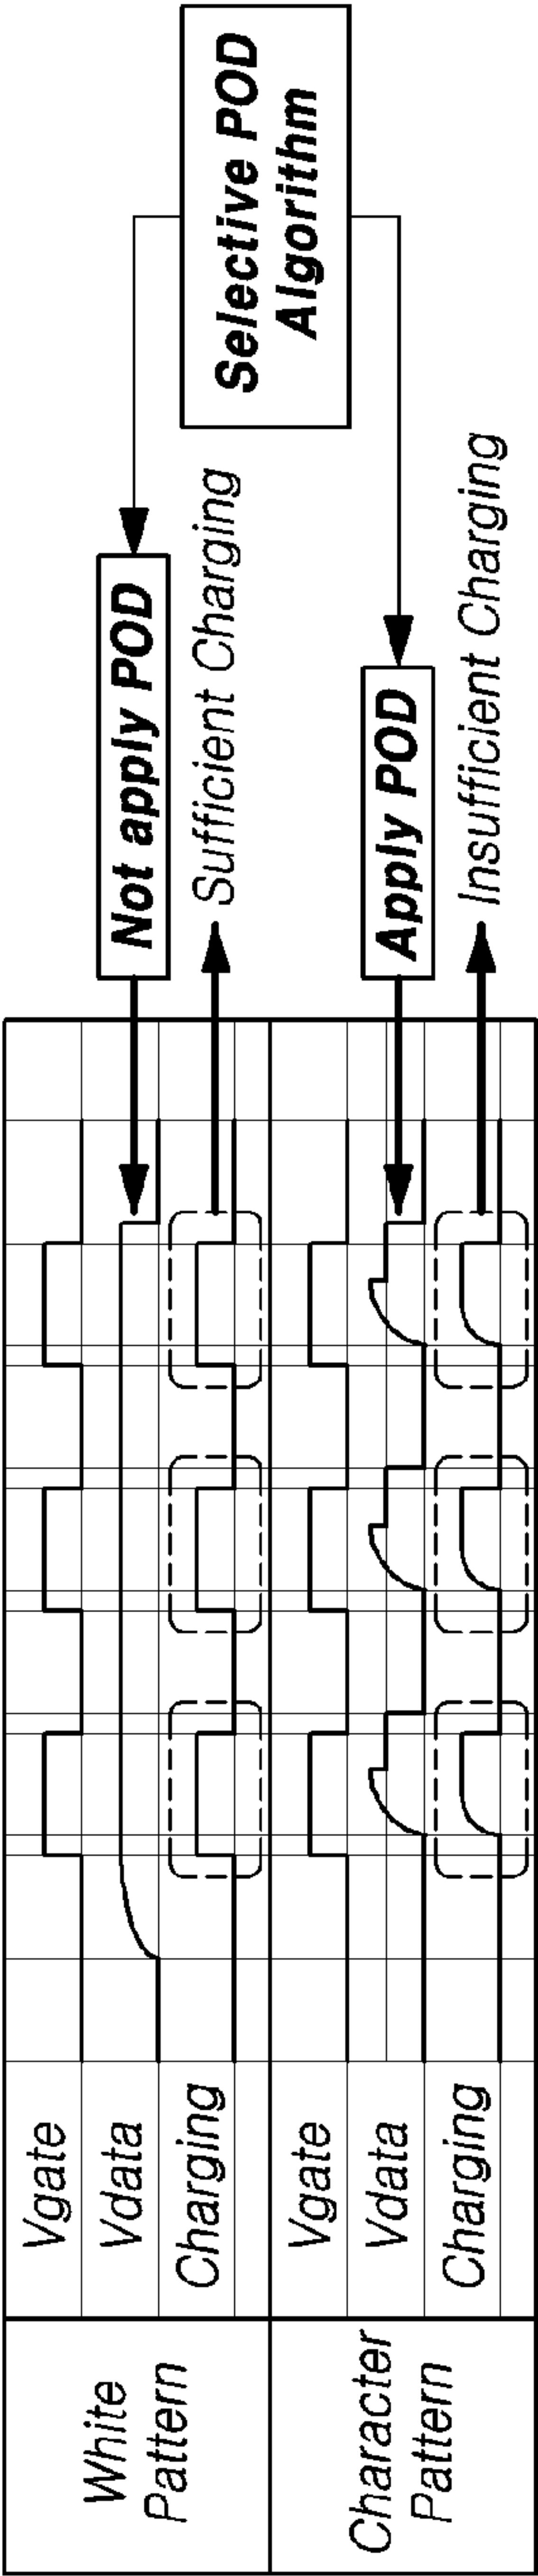 White
Pattern
Vgate
Vdata
Charging
Not apply POD
Sufficient Charging
Character
Pattern
Vgate
Vdata
Charging
Apply POD
Insufficient Charging
Selective POD
Algorithm